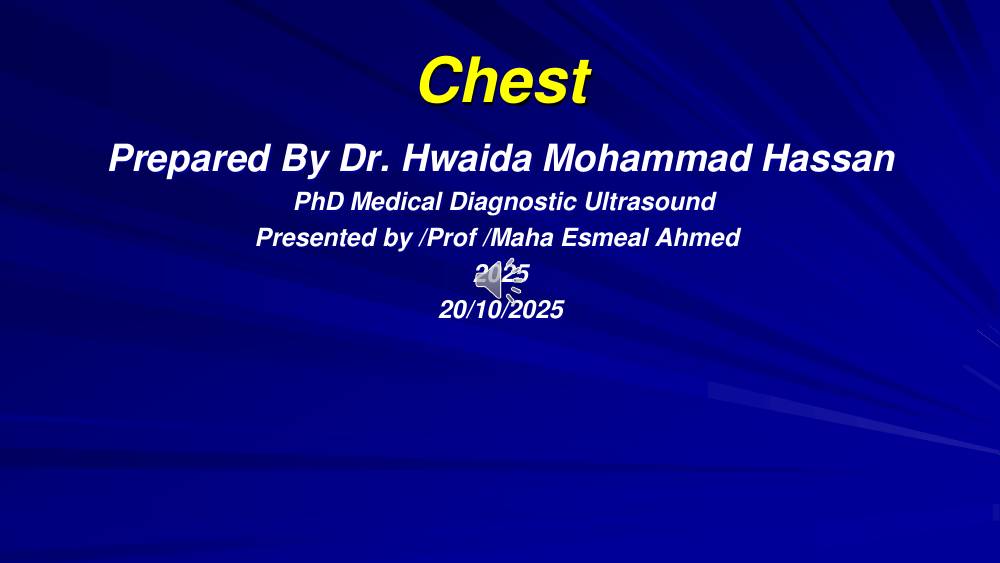 Chest
Prepared By Dr. Hwaida Mohammad Hassan
PhD Medical Diagnostic Ultrasound
Presented by /Prof /Maha Esmeal Ahmed
2025
20/10/2025